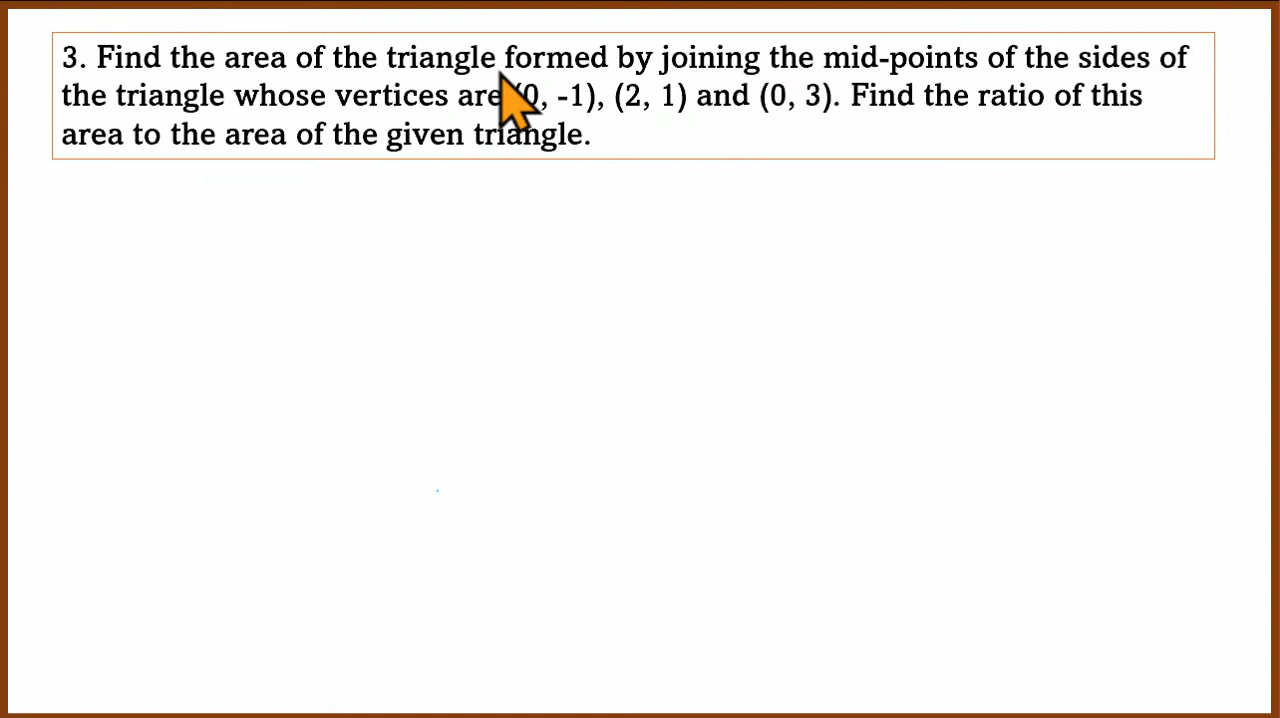 3. Find the area of the triangle formed by joining the mid-points of the sides of
the triangle whose vertices are (0, -1), (2, 1) and (0, 3). Find the ratio of this
area to the area of the given triangle.